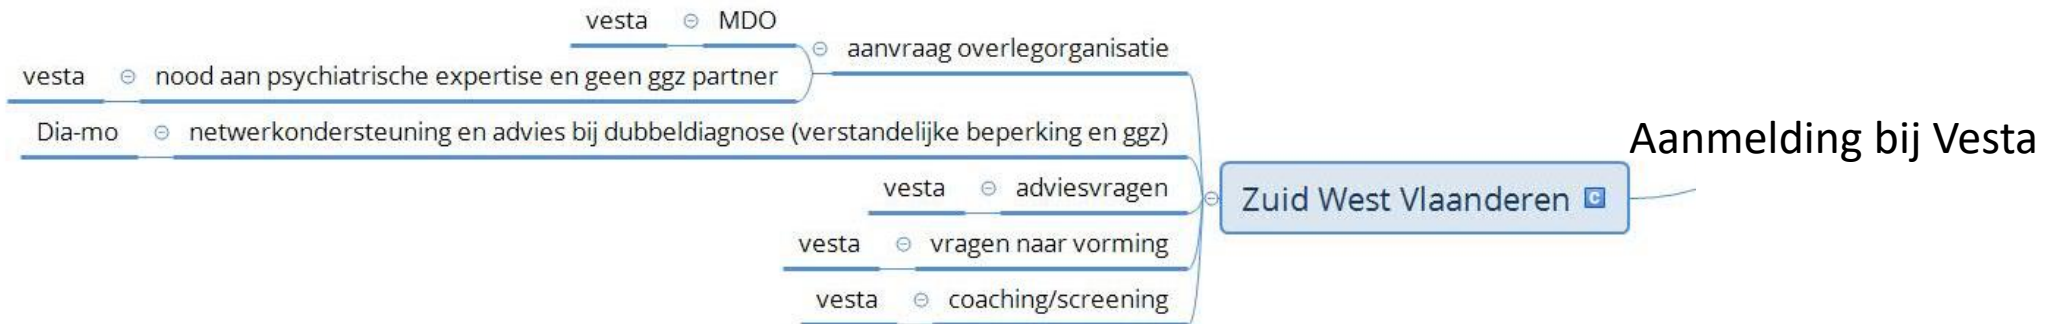 vesta MDO
aanvraag overlegorganisatie
vesta nood aan psychiatrische expertise en geen ggz partner
Dia-mo netwerkondersteuning en advies bij dubbeldiagnose (verstandelijke beperking en ggz)
Aanmelding bij Vesta
vesta adviesvragen
Zuid West Vlaanderen C
vesta vragen naar vorming
vesta coaching/screening